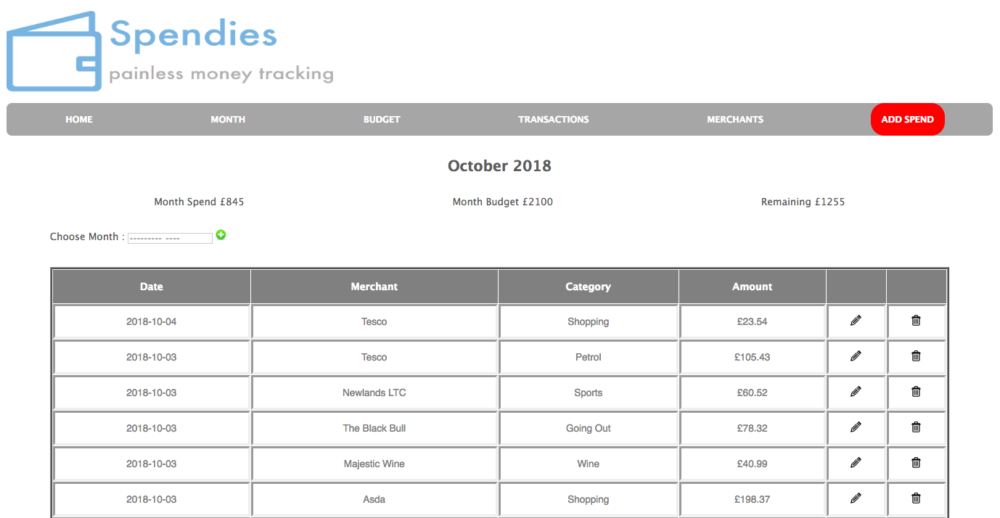 Spendies
painless money tracking
HOME MONTH BUDGET TRANSACTIONS MERCHANTS ADD SPEND
October 2018
Month Spend £845 Month Budget £2100 Remaining £1255
Choose Month : --------- ----
Date Merchant Category Amount
2018-10-04 Tesco Shopping £23.54
2018-10-03 Tesco Petrol £105.43
2018-10-03 Newlands LTC Sports £60.52
2018-10-03 The Black Bull Going Out £78.32
2018-10-03 Majestic Wine Wine £40.99
2018-10-03 Asda Shopping £198.37